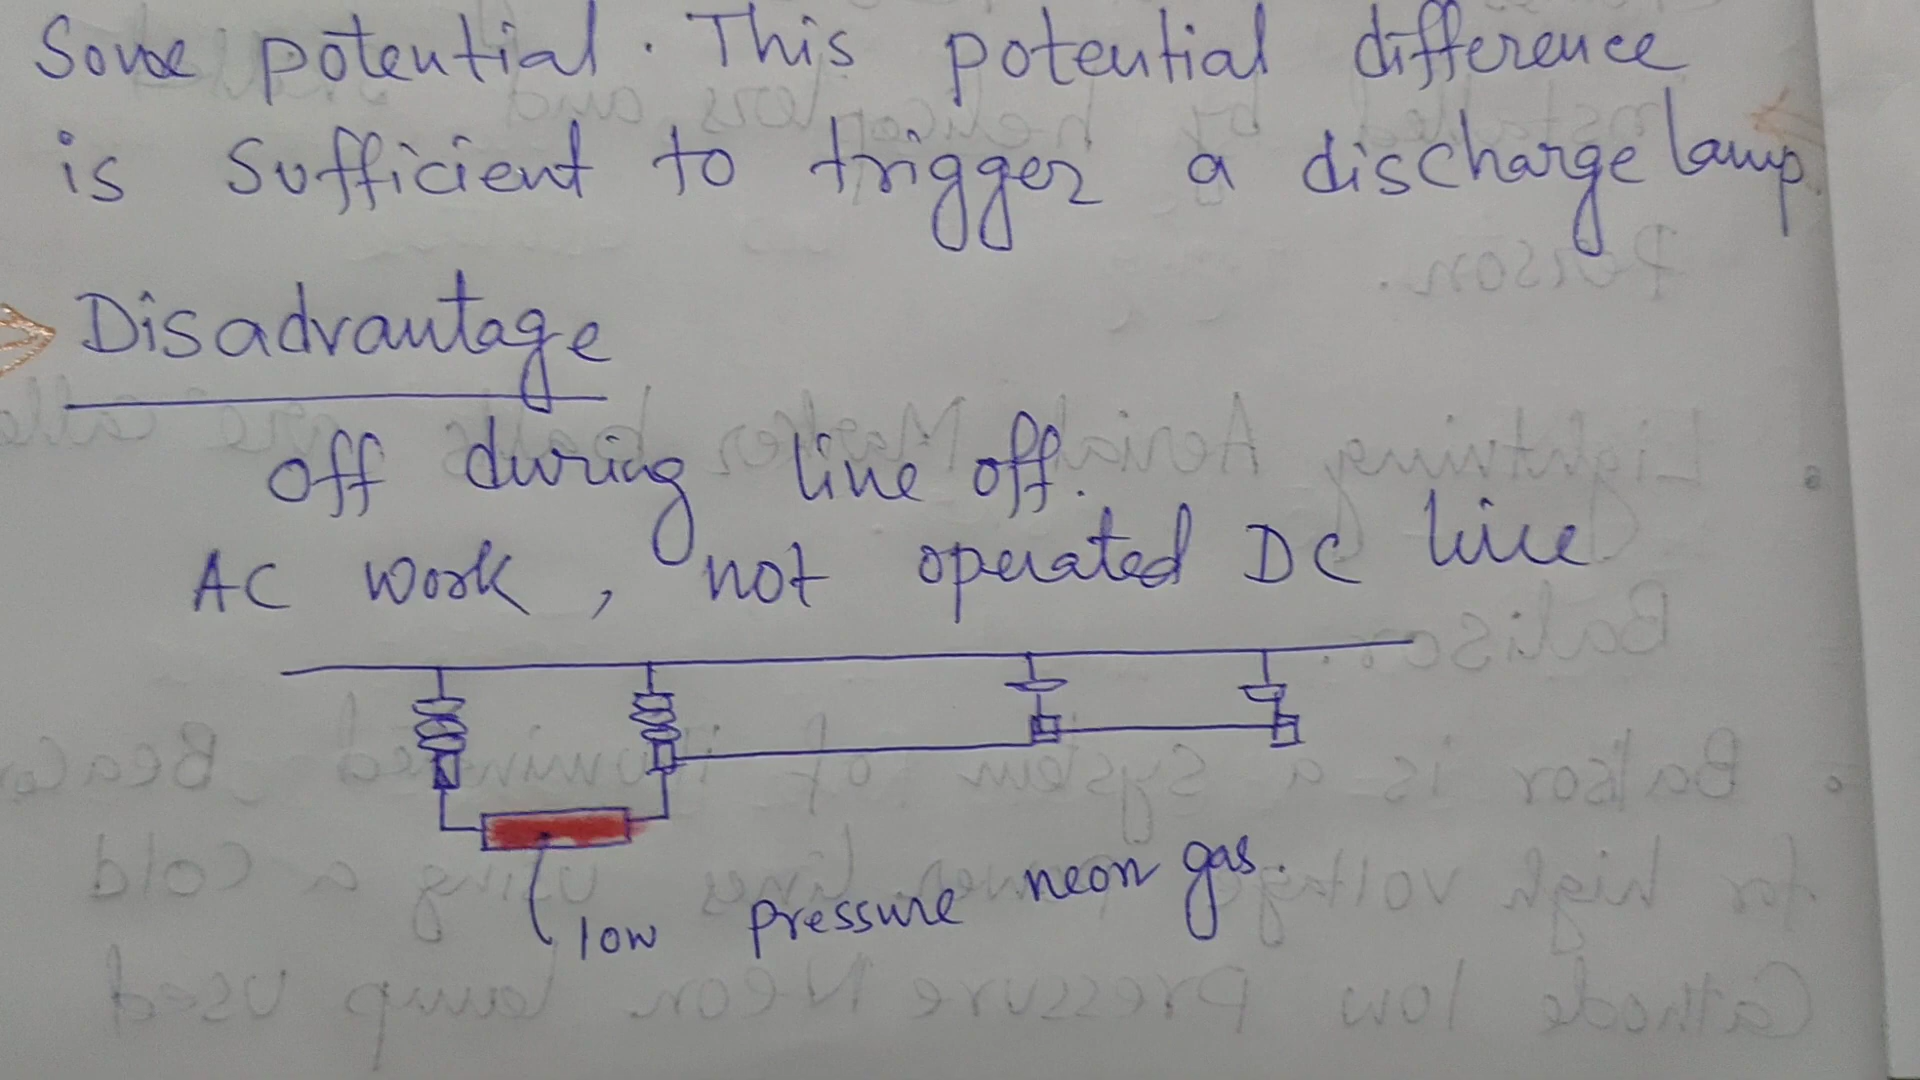 Some potential. This potential difference
is sufficient to trigger a discharge lamp.
Disadvantage
off during line off.
AC work, not operated DC line
low pressure neon gas.